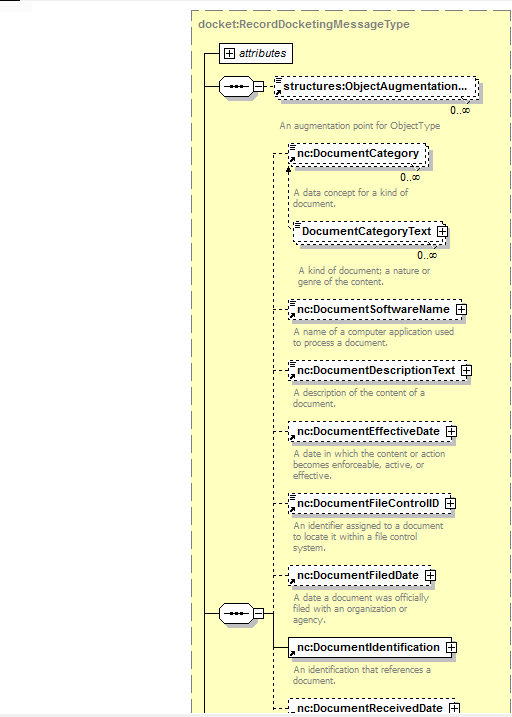 docket:RecordDocketingMessageType
attributes
structures:ObjectAugmentation...
0..∞
An augmentation point for ObjectType
nc:DocumentCategory
0..∞
A data concept for a kind of
document.
DocumentCategoryText
0..∞
A kind of document; a nature or
genre of the content.
nc:DocumentSoftwareName
A name of a computer application used
to process a document.
nc:DocumentDescriptionText
A description of the content of a
document.
nc:DocumentEffectiveDate
A date in which the content or action
becomes enforceable, active, or
effective.
nc:DocumentFileControlID
An identifier assigned to a document
to locate it within a file control
system.
nc:DocumentFiledDate
A date a document was officially
filed with an organization or
agency.
nc:DocumentIdentification
An identification that references a
document.
nc:DocumentReceivedDate